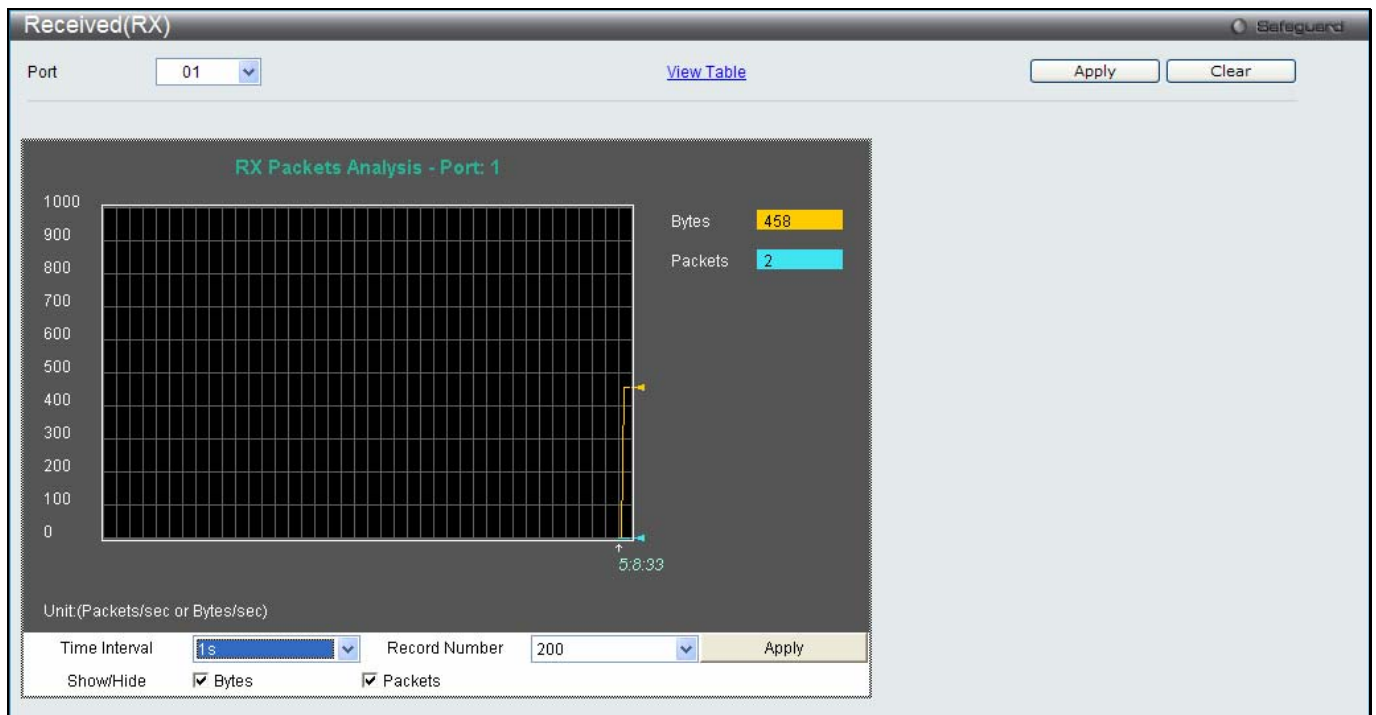 Received(RX)
Safeguard
Port 01 View Table Apply Clear
RX Packets Analysis - Port: 1
1000
900
800
700
600
500
400
300
200
100
0
Bytes 458
Packets 2
5:8:33
Unit:(Packets/sec or Bytes/sec)
Time Interval 1s Record Number 200 Apply
Show/Hide Bytes Packets